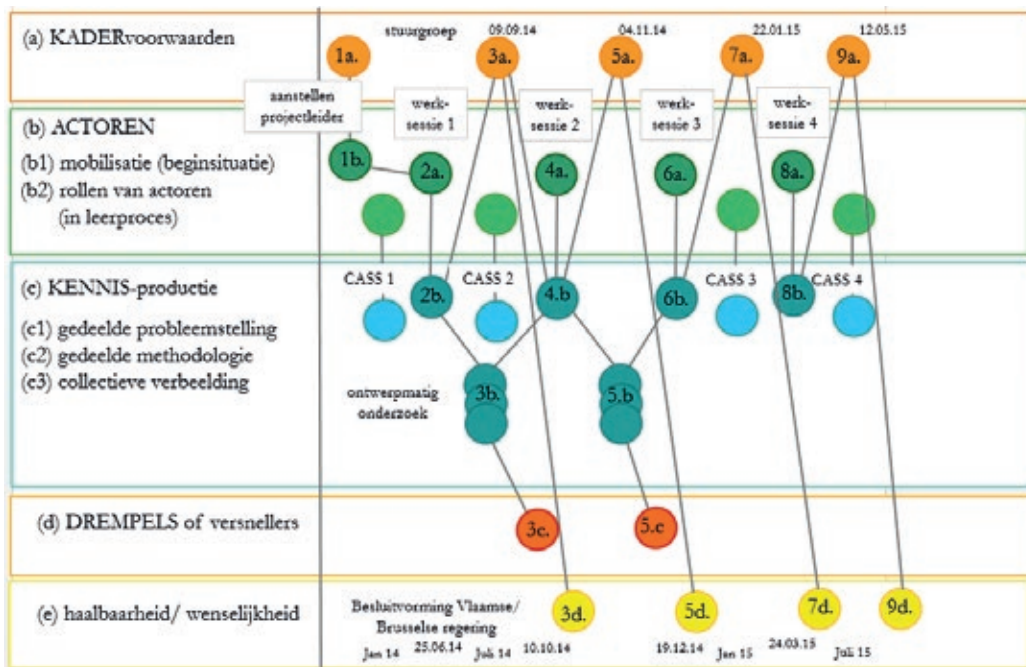 (a) KADERvoorwaarden
stuurgroep
09.09.14
04.11.14
22.01.15
12.05.15
1a.
3a.
5a.
7a.
9a.
aanstellen
projectleider
werk-
sessie 1
werk-
sessie 2
werk-
sessie 3
werk-
sessie 4
(b) ACTOREN
(b1) mobilisatie (beginsituatie)
(b2) rollen van actoren
(in leerproces)
1b.
2a.
4a.
6a.
8a.
(c) KENNIS-productie
(c1) gedeelde probleemstelling
(c2) gedeelde methodologie
(c3) collectieve verbeelding
CASS 1
CASS 2
CASS 3
CASS 4
2b.
4.b
6b.
8b.
ontwerpmatig
onderzoek
3b.
5.b
(d) DREMPELS of versnellers
3c.
5.c
(e) haalbaarheid/ wenselijkheid
Besluitvorming Vlaamse/
Brusselse regering
3d.
5d.
7d.
9d.
Jan 14
25.06.14
Juli 14
10.10.14
19.12.14
Jan 15
24.03.15
Juli 15